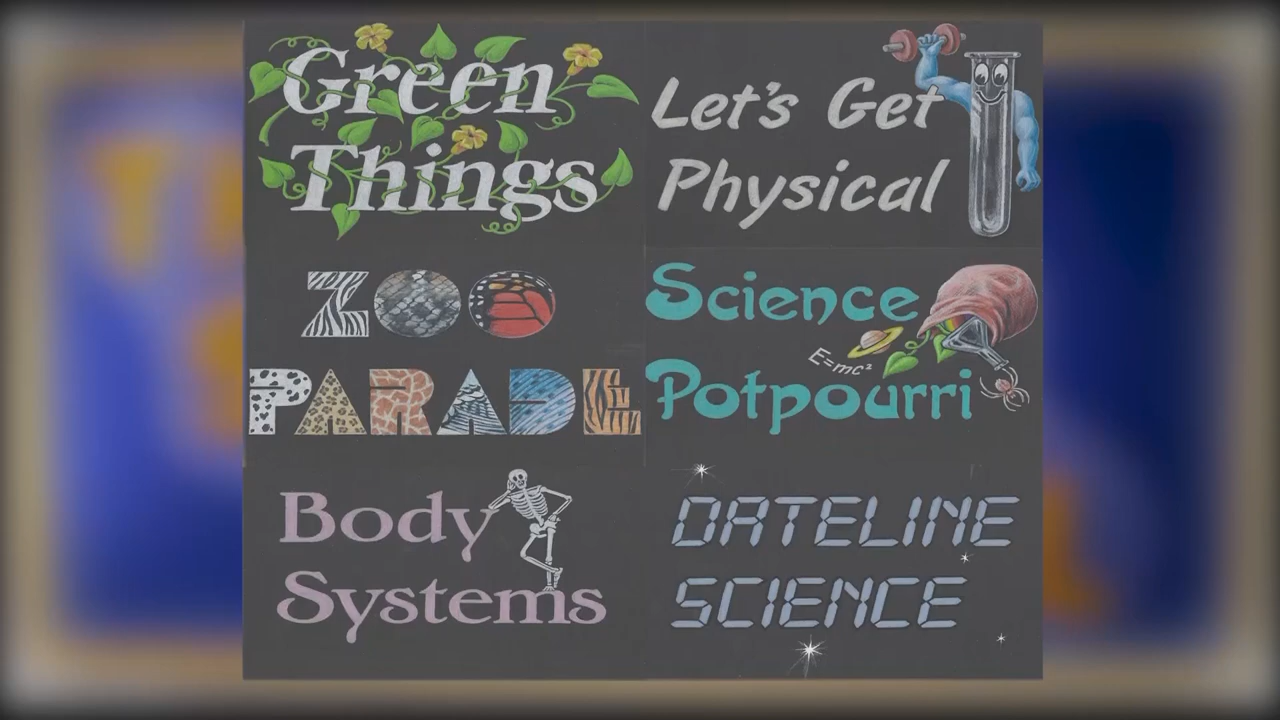 Green
Things
Let's Get
Physical
ZOO
PARADE
Science
E=mc²
Potpourri
Body
Systems
DATELINE
SCIENCE